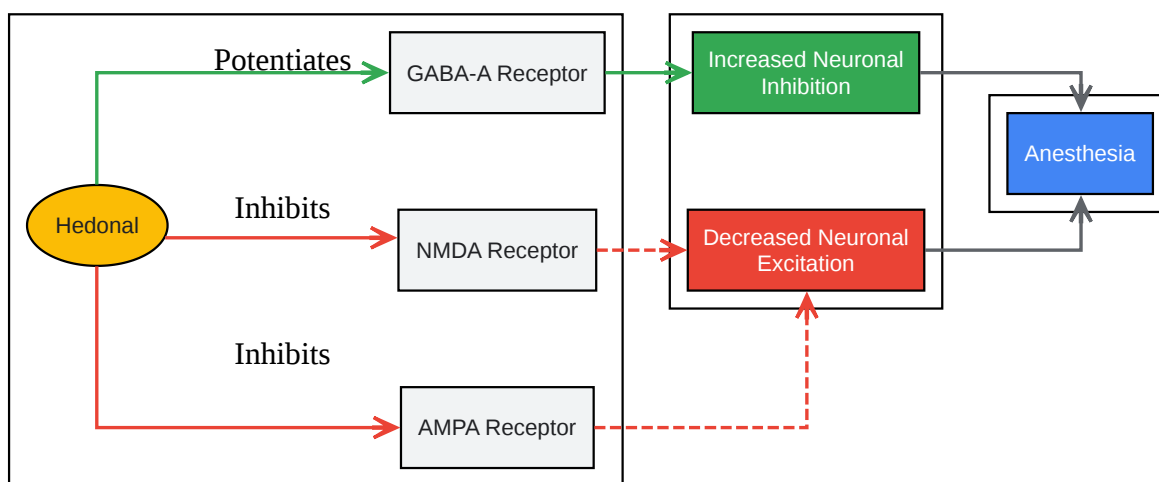 Potentiates
GABA-A Receptor
Increased Neuronal
Inhibition
Anesthesia
Hedonal
Inhibits
NMDA Receptor
Decreased Neuronal
Excitation
Inhibits
AMPA Receptor